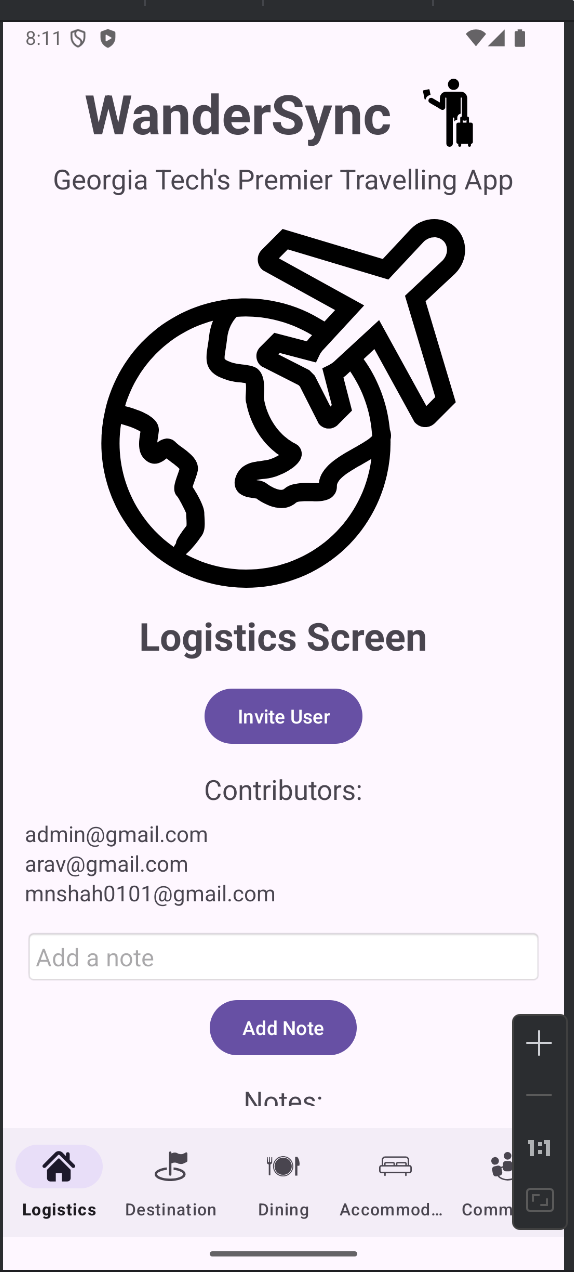 8:11
WanderSync
Georgia Tech's Premier Travelling App
Logistics Screen
Invite User
Contributors:
admin@gmail.com
arav@gmail.com
mnshah0101@gmail.com
Add a note
Add Note
Notes:
1:1
Logistics Destination Dining Accommod... Comm